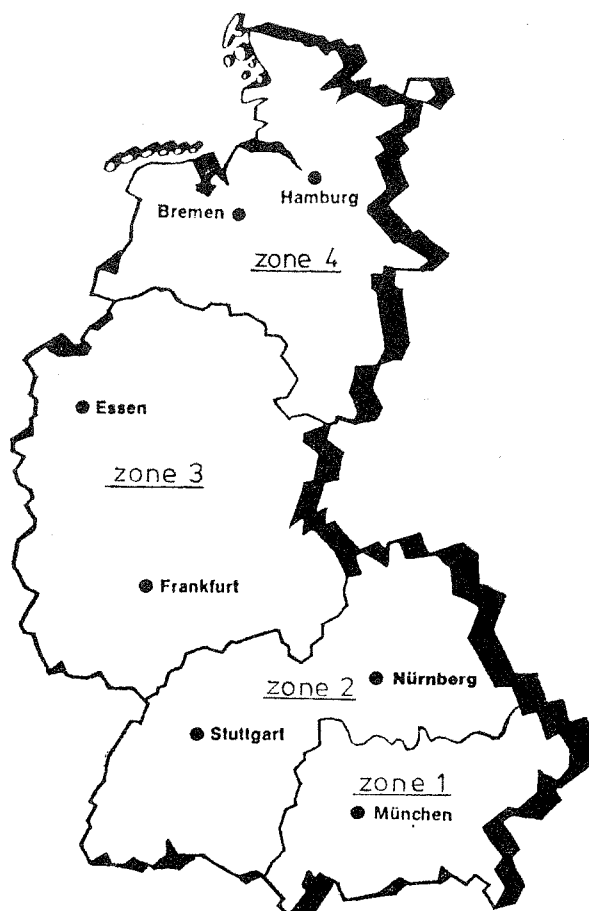 Hamburg
Bremen
zone 4
Essen
zone 3
Frankfurt
zone 2
Nürnberg
Stuttgart
zone 1
München